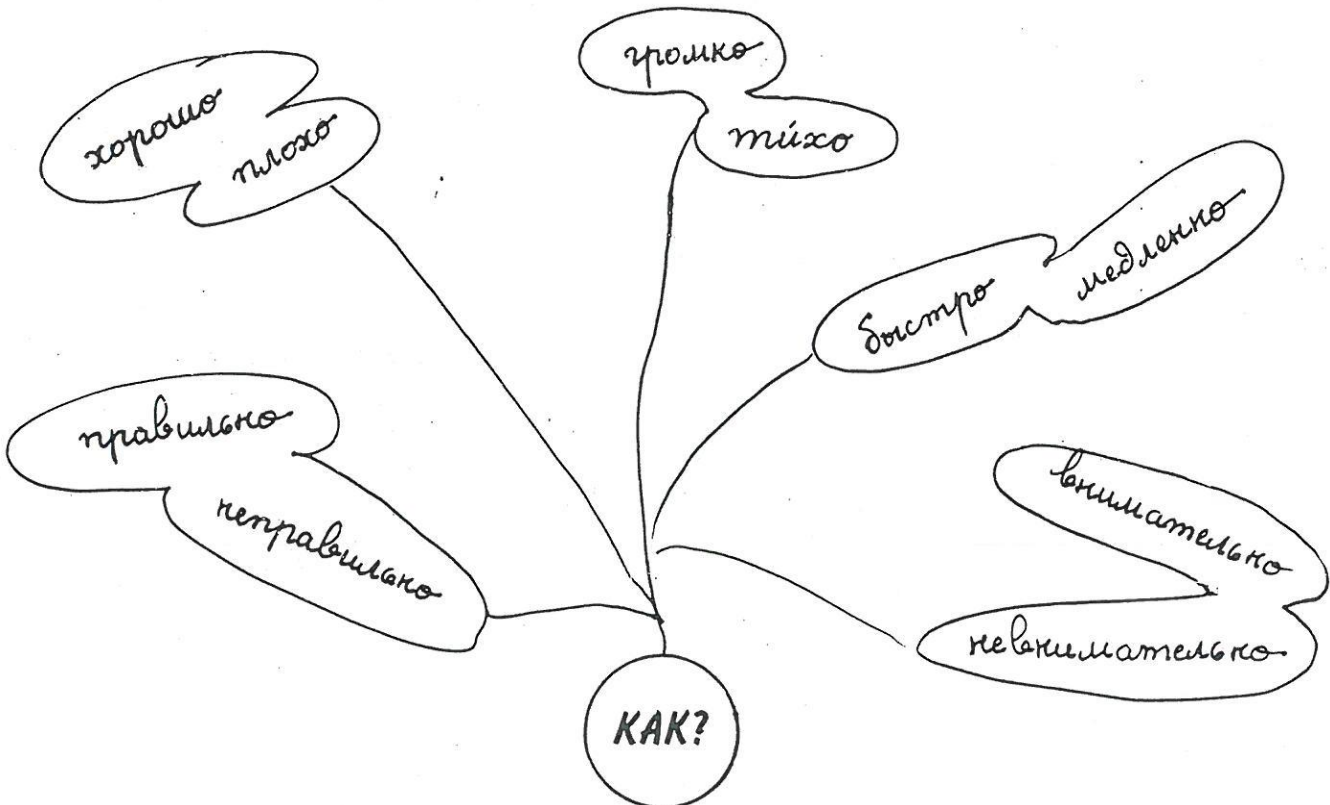 громко
тихо
хорошо
плохо
быстро
медленно
правильно
неправильно
внимательно
невнимательно
КАК?